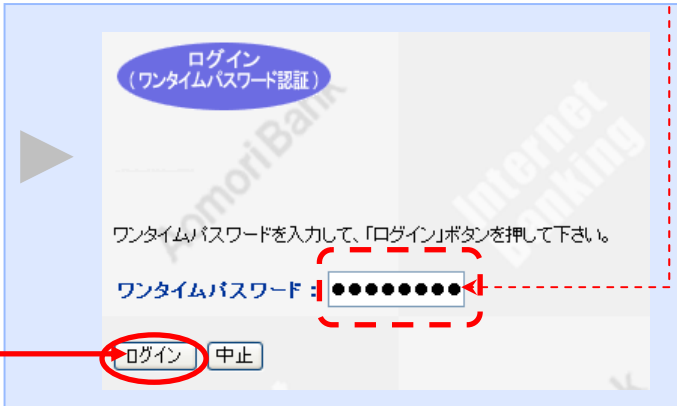 ログイン
(ワンタイムパスワード認証)
Aomori Bank
Internet
Banking
ワンタイムパスワードを入力して、「ログイン」ボタンを押して下さい。
ワンタイムパスワード： ●●●●●●●●
ログイン 中止
k